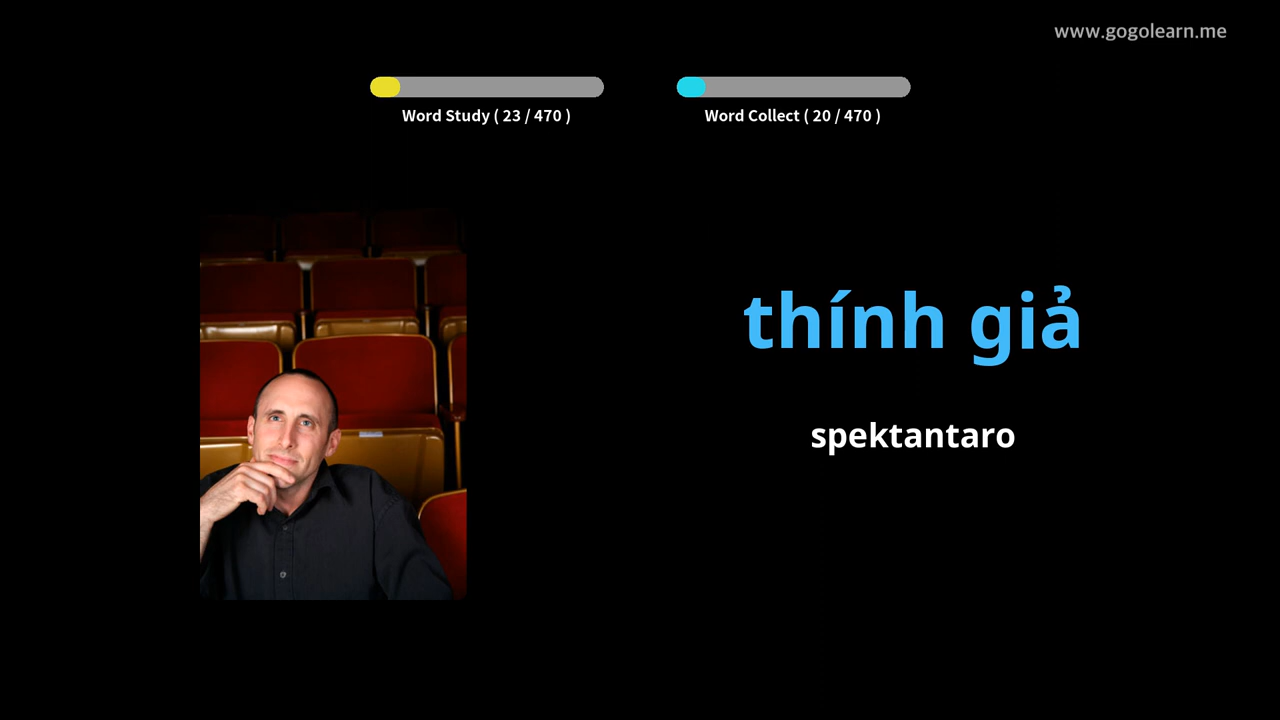 www.gogolearn.me
Word Study ( 23 / 470 )
Word Collect ( 20 / 470 )
thính giả
spektantaro